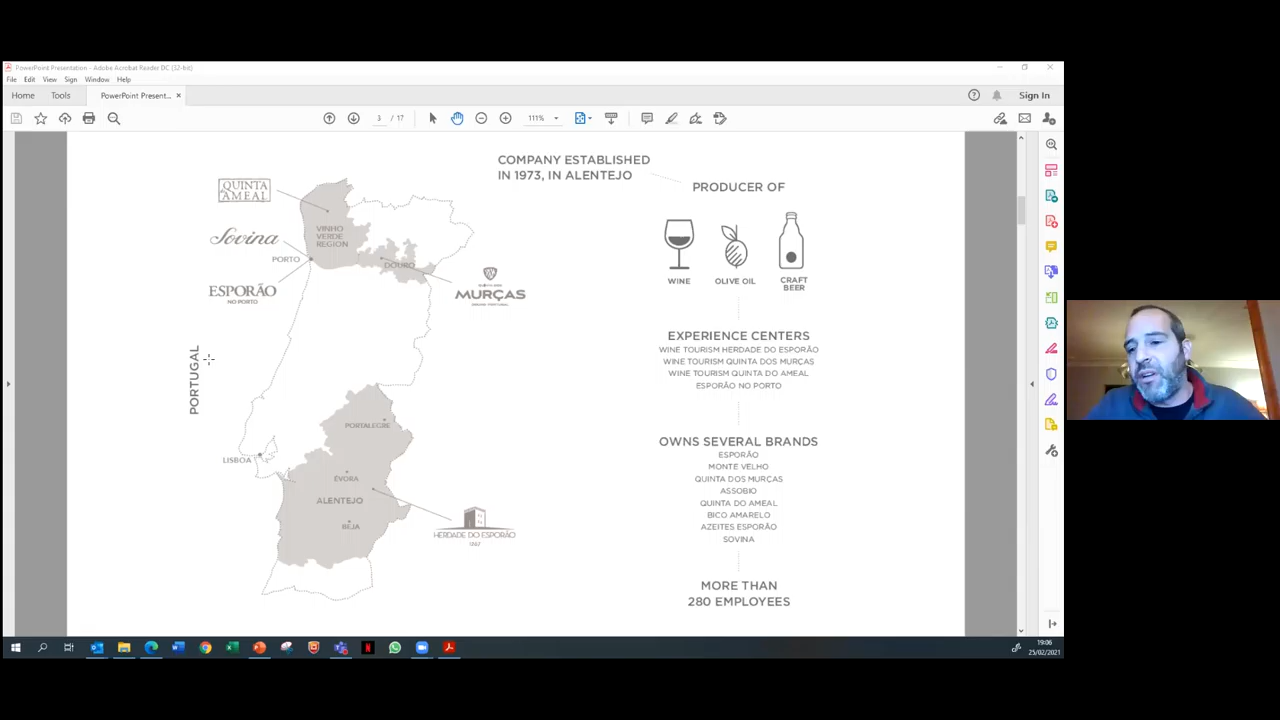 PowerPoint Presentation - Adobe Acrobat Reader DC (32-bit)
File Edit View Sign Window Help
Home Tools PowerPoint Present... × Sign In
3 / 17 111%
COMPANY ESTABLISHED
IN 1973, IN ALENTEJO
PRODUCER OF
WINE
OLIVE OIL
CRAFT
BEER
EXPERIENCE CENTERS
WINE TOURISM HERDADE DO ESPORÃO
WINE TOURISM QUINTA DOS MURÇAS
WINE TOURISM QUINTA DO AMEAL
ESPORÃO NO PORTO
OWNS SEVERAL BRANDS
ESPORÃO
MONTE VELHO
QUINTA DOS MURÇAS
ASSOBIO
QUINTA DO AMEAL
BICO AMARELO
AZEITES ESPORÃO
SOVINA
MORE THAN
280 EMPLOYEES
QUINTA
AMEAL
Sovina
PORTO
ESPORÃO
NO PORTO
VINHO
VERDE
REGION
DOURO
MURÇAS
PORTUGAL
PORTALEGRE
LISBOA
ÉVORA
ALENTEJO
BEJA
HERDADE DO ESPORÃO
19:06
25/02/2021